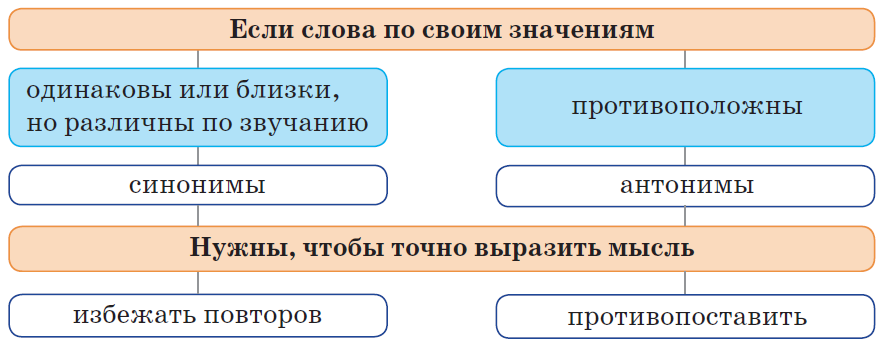 Если слова по своим значениям
одинаковы или близки,
но различны по звучанию
противоположны
синонимы
антонимы
Нужны, чтобы точно выразить мысль
избежать повторов
противопоставить